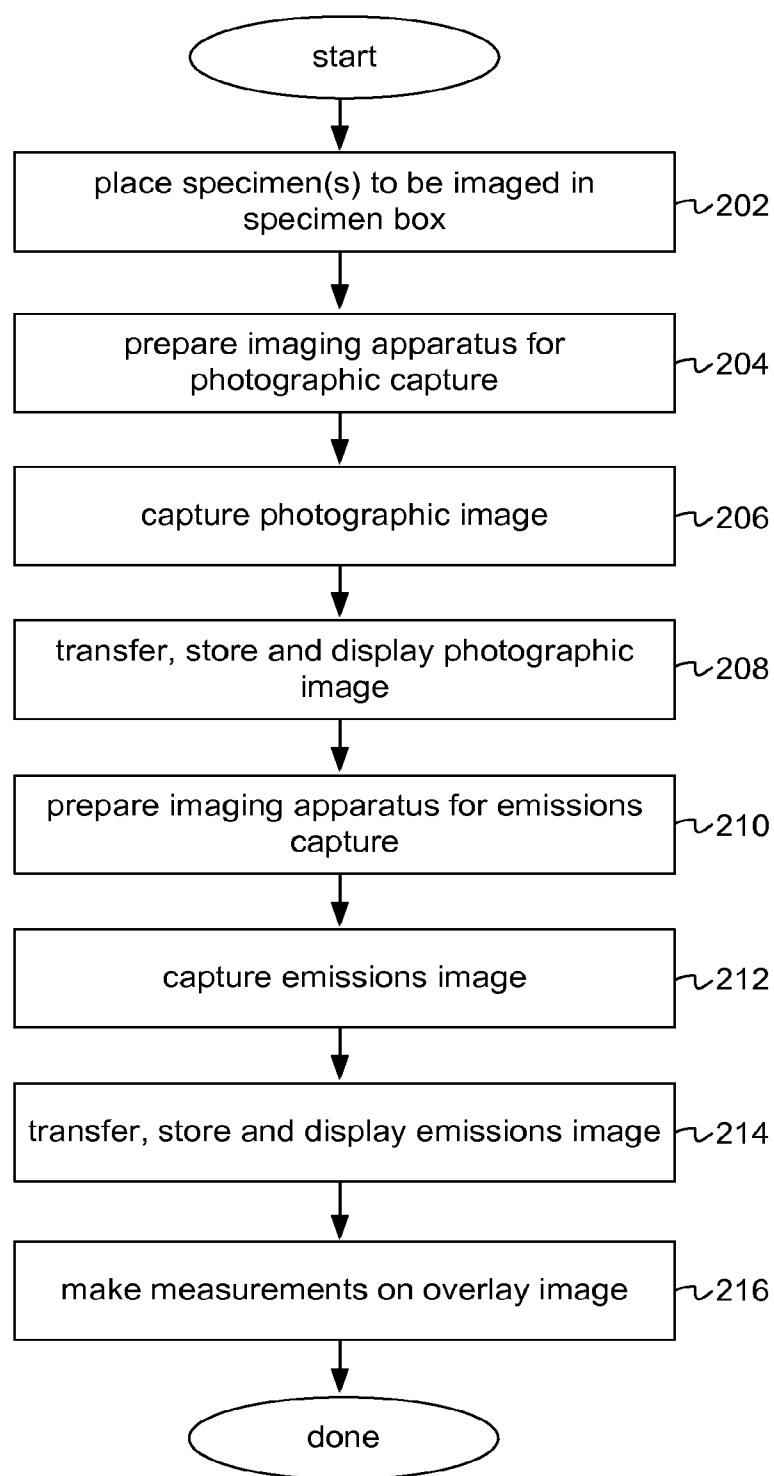 start
place specimen(s) to be imaged in
specimen box
202
prepare imaging apparatus for
photographic capture
204
capture photographic image
206
transfer, store and display photographic
image
208
prepare imaging apparatus for emissions
capture
210
capture emissions image
212
transfer, store and display emissions image
214
make measurements on overlay image
216
done